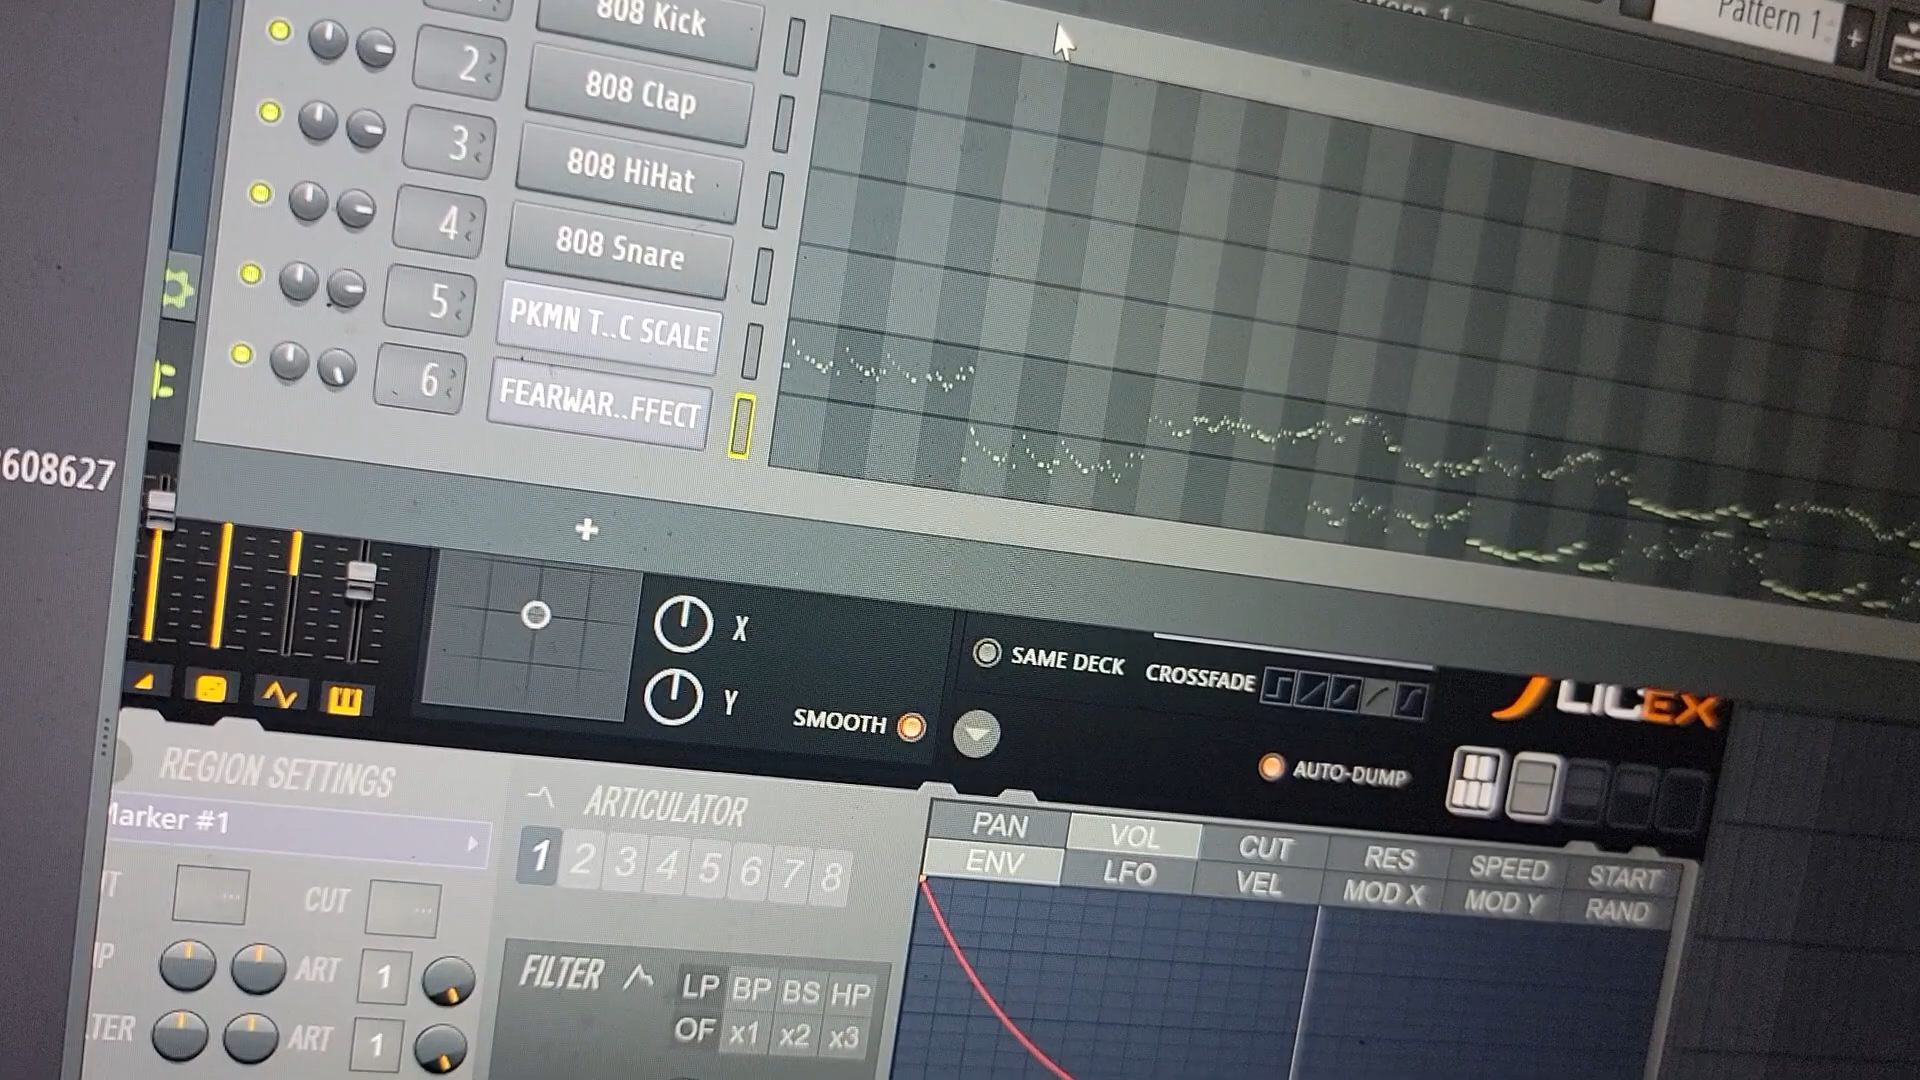 Pattern 1
808 Kick
2
808 Clap
3
808 HiHat
4
808 Snare
5
PKMN T..C SCALE
6
FEARWAR..FFECT
608627
+
X
Y
SMOOTH
SAME DECK
CROSSFADE
SLICEX
AUTO-DUMP
REGION SETTINGS
Marker #1
CUT
ART 1
ART 1
ARTICULATOR
1 2 3 4 5 6 7 8
FILTER
LP BP BS HP
OF x1 x2 x3
PAN VOL CUT RES SPEED START
ENV LFO VEL MOD X MOD Y RAND